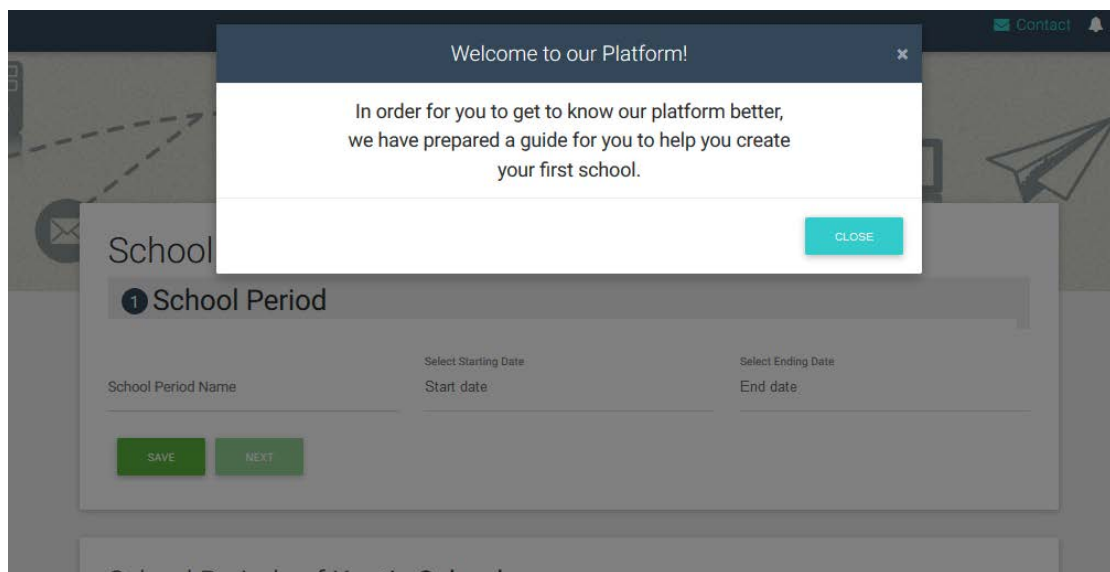 Contact
Welcome to our Platform! ×
In order for you to get to know our platform better,
we have prepared a guide for you to help you create
your first school.
CLOSE
School
1 School Period
Select Starting Date
Select Ending Date
School Period Name
Start date
End date
SAVE
NEXT